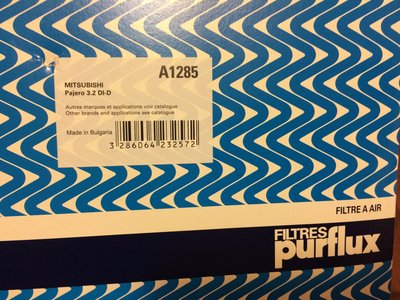 A1285
MITSUBISHI
Pajero 3.2 DI-D
Autres marques et applications voir catalogue
Other brands and applications see catalogue
Made in Bulgaria
3 286064 232572
FILTRE A AIR
FILTRES
purflux